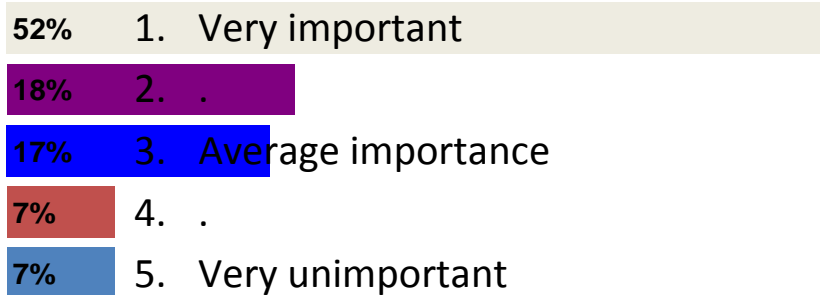 52% 1. Very important
18% 2. .
17% 3. Average importance
7% 4. .
7% 5. Very unimportant